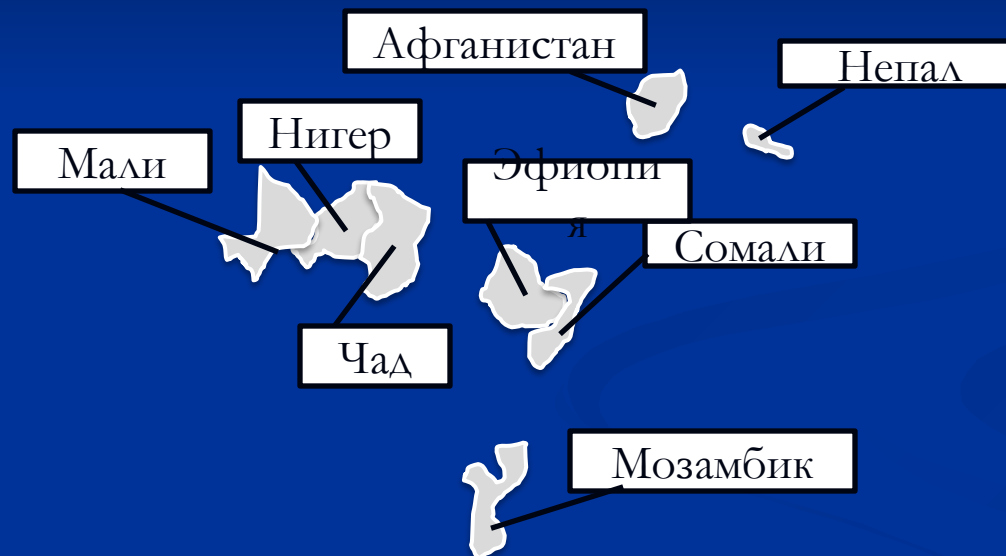 Афганистан
Непал
Нигер
Мали
Эфиопи
я
Сомали
Чад
Мозамбик